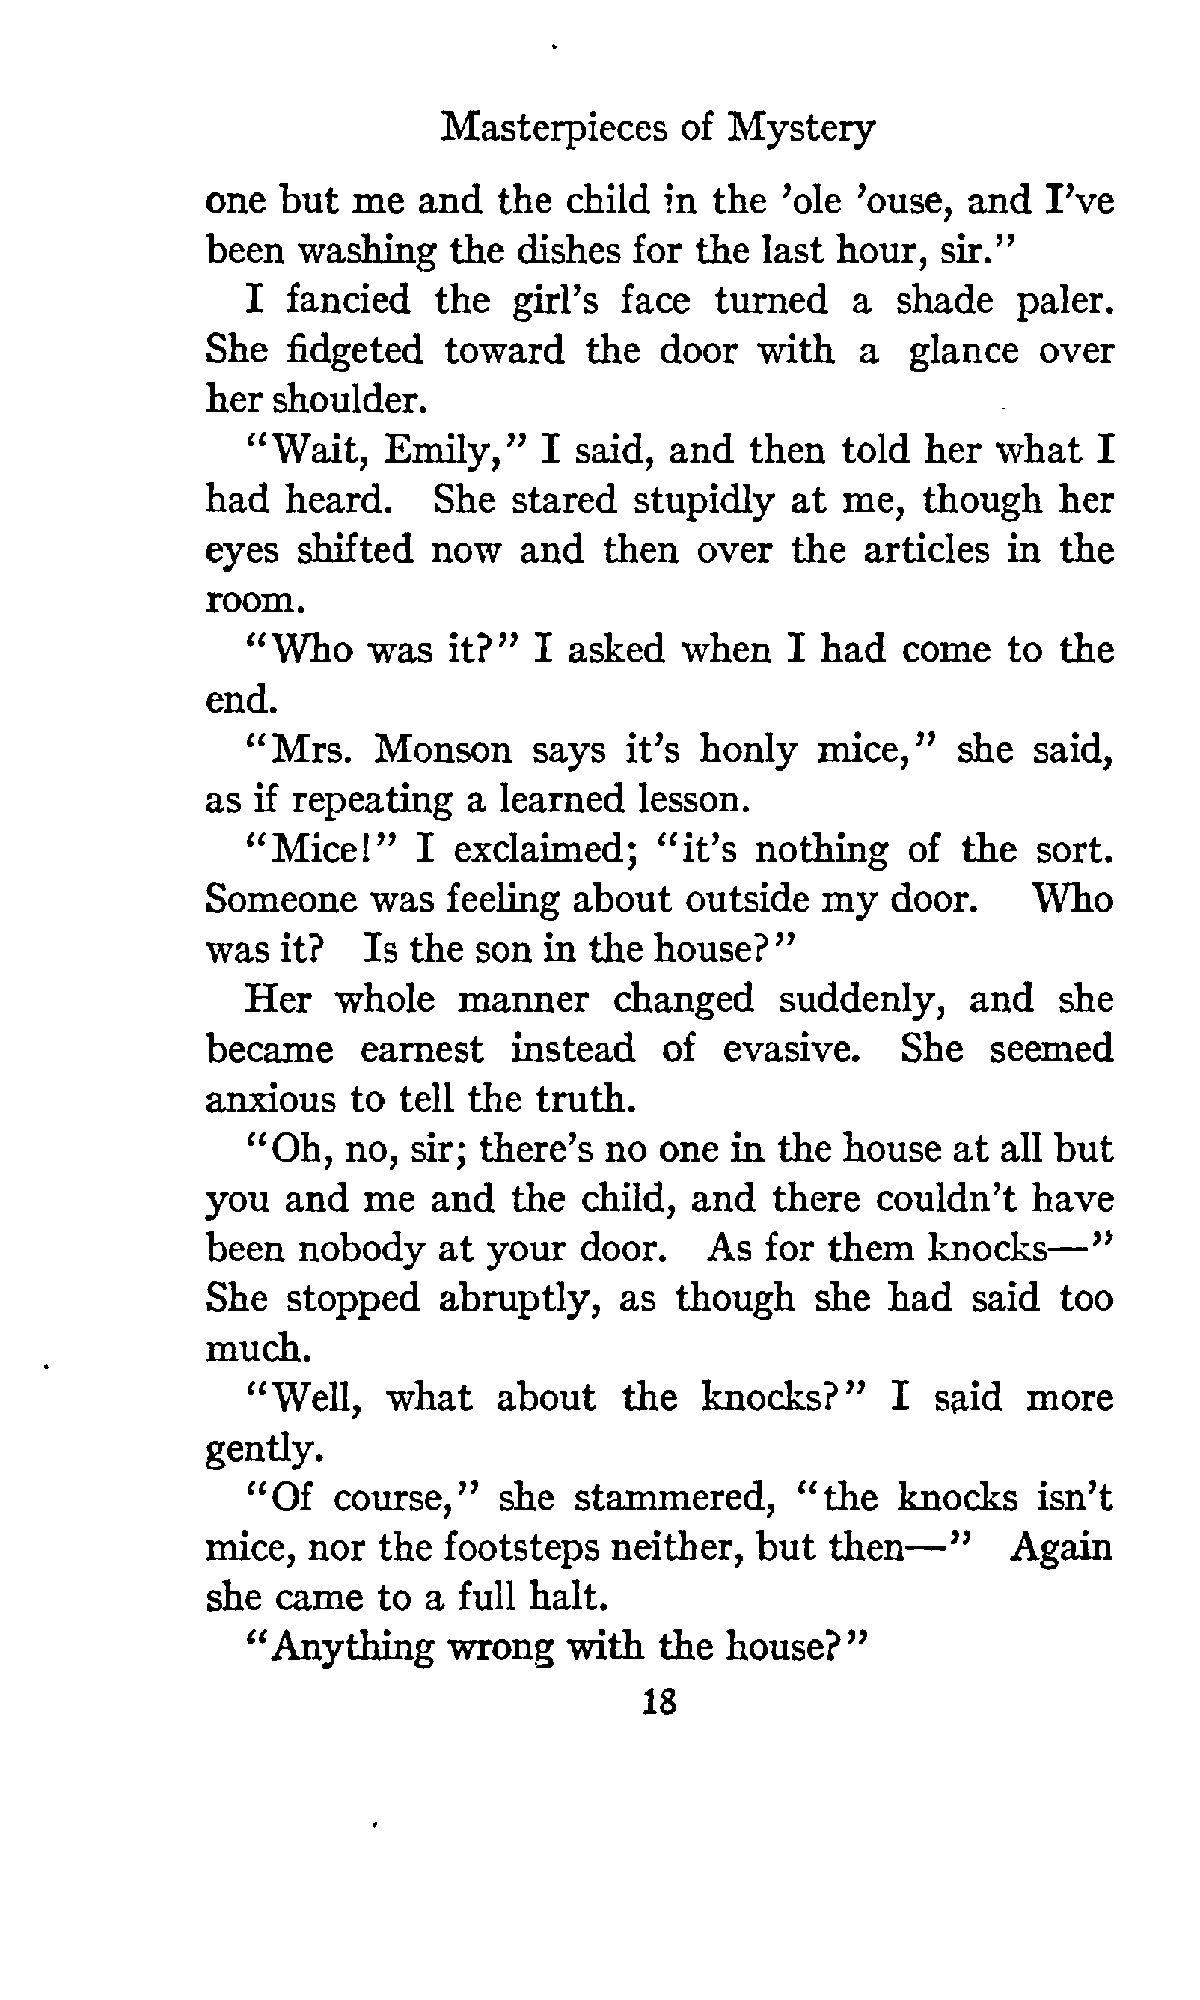 Masterpieces of Mystery
one but me and the child in the 'ole 'ouse, and I've
been washing the dishes for the last hour, sir."
I fancied the girl's face turned a shade paler.
She fidgeted toward the door with a glance over
her shoulder.
"Wait, Emily," I said, and then told her what I
had heard. She stared stupidly at me, though her
eyes shifted now and then over the articles in the
room.
"Who was it?" I asked when I had come to the
end.
"Mrs. Monson says it's honly mice," she said,
as if repeating a learned lesson.
"Mice!" I exclaimed; "it's nothing of the sort.
Someone was feeling about outside my door. Who
was it? Is the son in the house?"
Her whole manner changed suddenly, and she
became earnest instead of evasive. She seemed
anxious to tell the truth.
"Oh, no, sir; there's no one in the house at all but
you and me and the child, and there couldn't have
been nobody at your door. As for them knocks—"
She stopped abruptly, as though she had said too
much.
"Well, what about the knocks?" I said more
gently.
"Of course," she stammered, "the knocks isn't
mice, nor the footsteps neither, but then—" Again
she came to a full halt.
"Anything wrong with the house?"
18